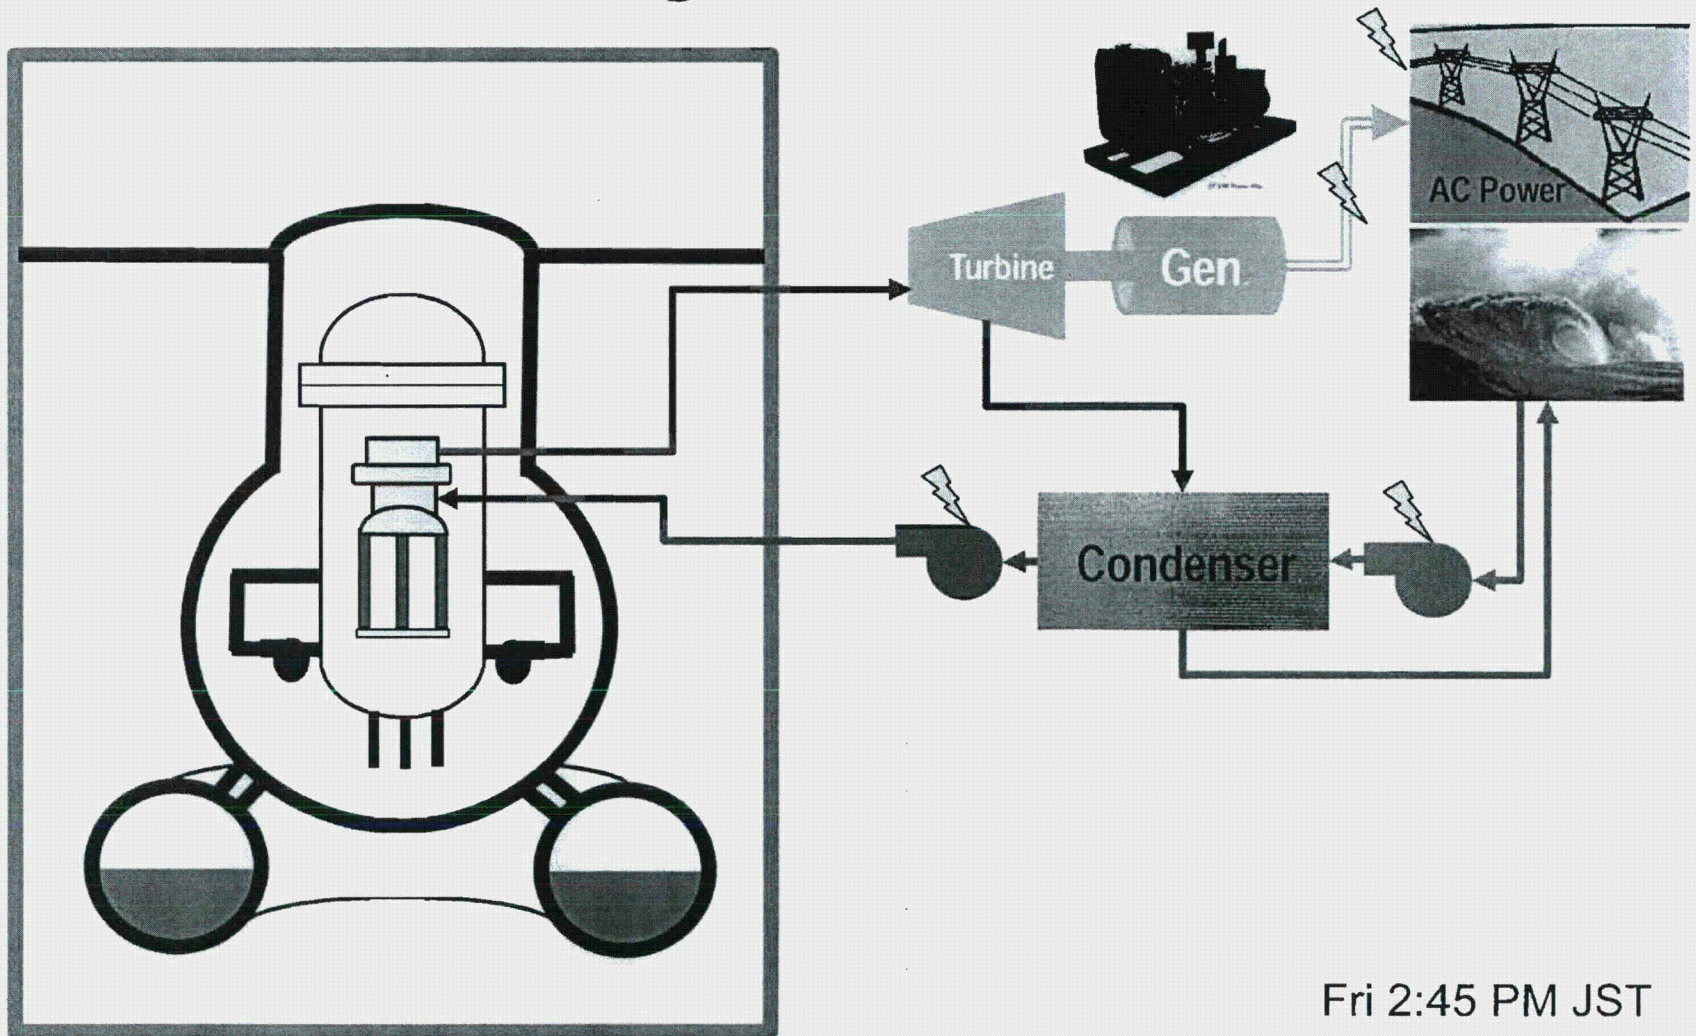 AC Power
Turbine
Gen
Condenser
Fri 2:45 PM JST